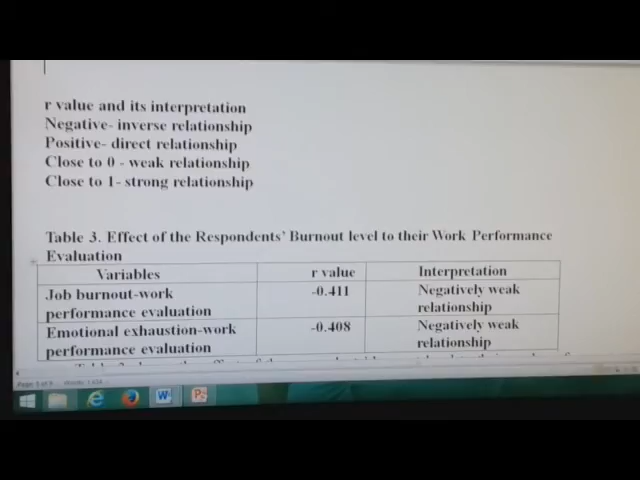 r value and its interpretation
Negative- inverse relationship
Positive- direct relationship
Close to 0 - weak relationship
Close to 1- strong relationship
Table 3. Effect of the Respondents' Burnout level to their Work Performance
Evaluation
Variables r value Interpretation
Job burnout-work -0.411 Negatively weak
performance evaluation relationship
Emotional exhaustion-work -0.408 Negatively weak
performance evaluation relationship